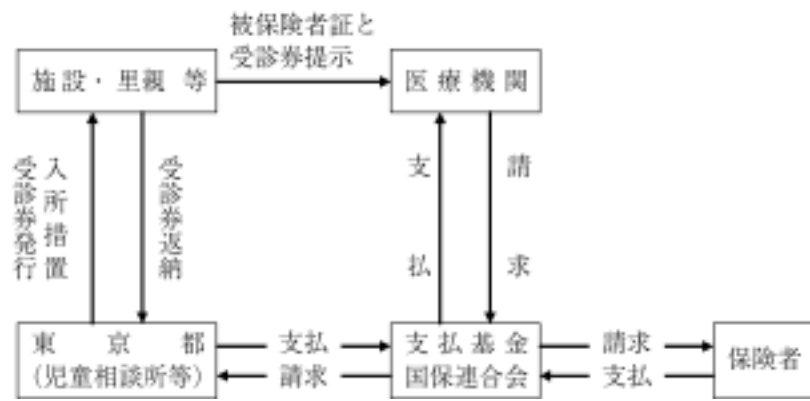 被保険者証と
受診券提示
施設・里親 等
医療機関
入所措置
受診券発行
受診券返納
支払
請求
東京都
(児童相談所等)
支払
請求
支払基金
国保連合会
請求
支払
保険者